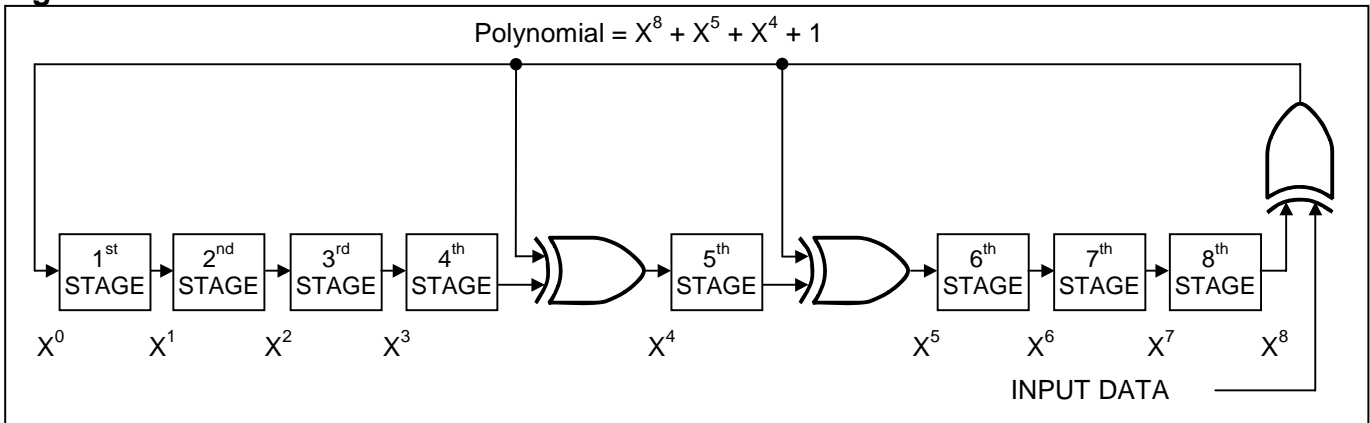 Polynomial = X⁸ + X⁵ + X⁴ + 1
1ˢᵗ STAGE
2ⁿᵈ STAGE
3ʳᵈ STAGE
4ᵗʰ STAGE
5ᵗʰ STAGE
6ᵗʰ STAGE
7ᵗʰ STAGE
8ᵗʰ STAGE
X⁰ X¹ X² X³ X⁴ X⁵ X⁶ X⁷ X⁸
INPUT DATA